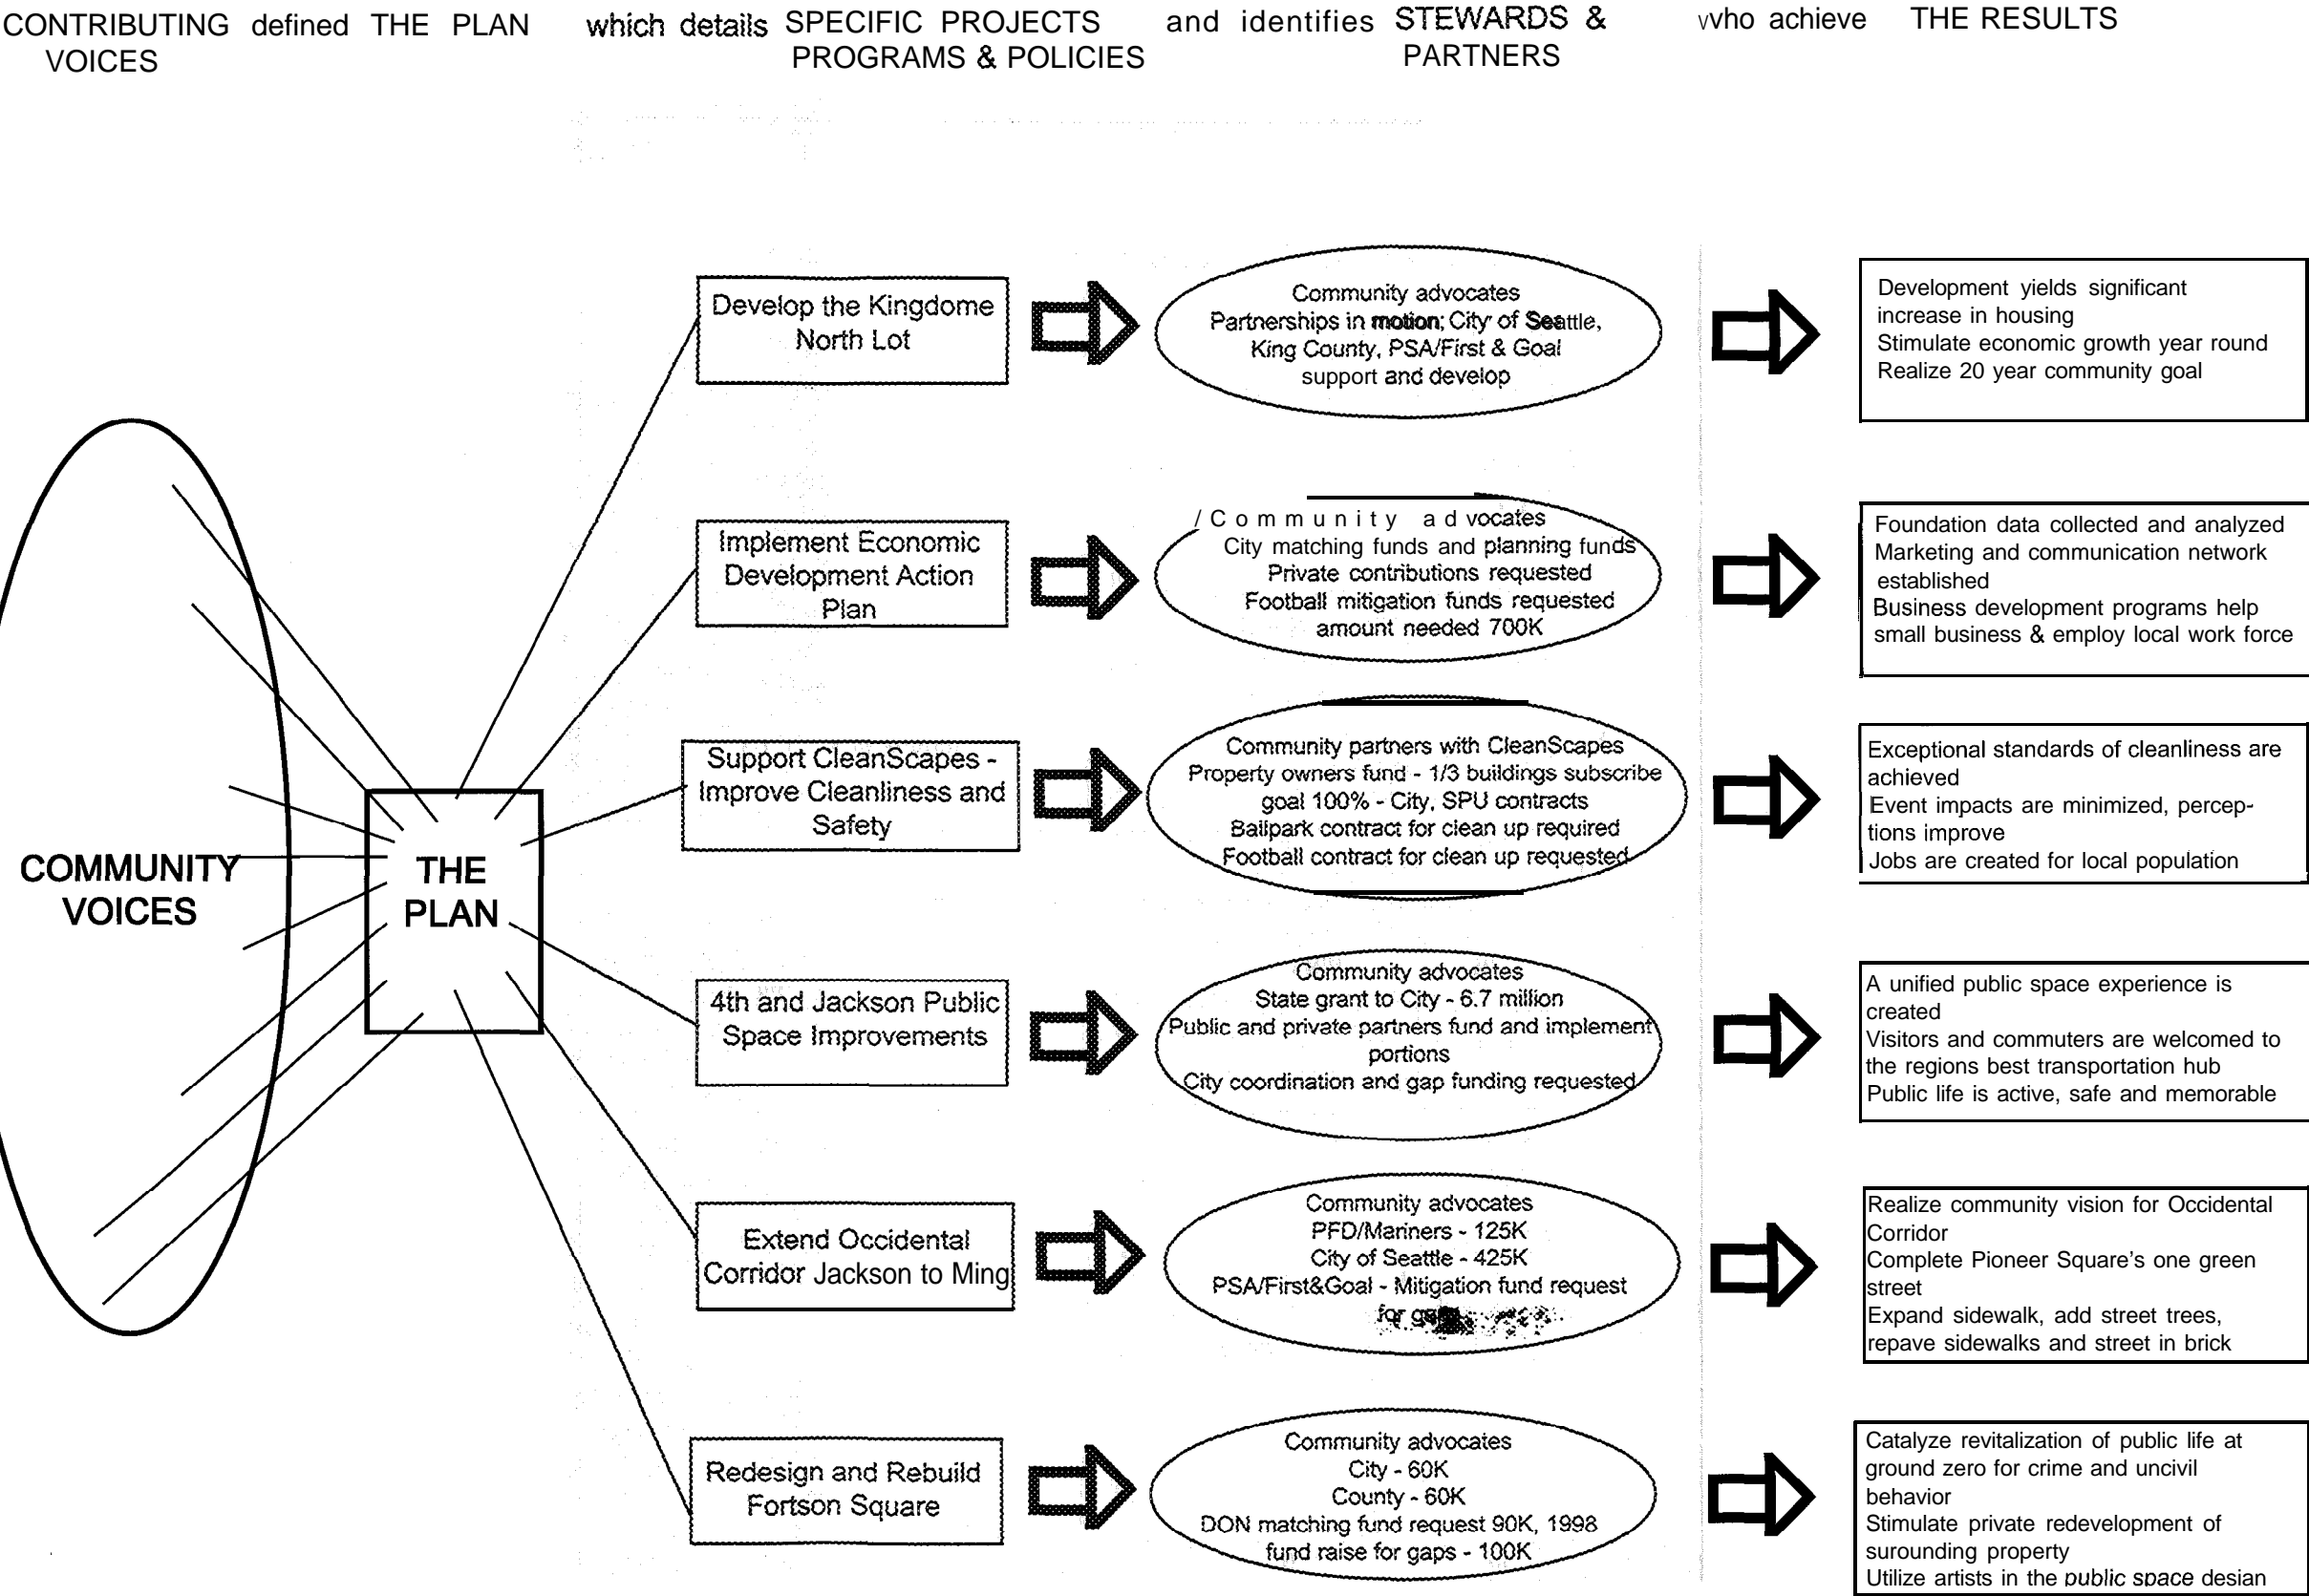 CONTRIBUTING defined THE PLAN which details SPECIFIC PROJECTS and identifies STEWARDS & who achieve THE RESULTS
VOICES PROGRAMS & POLICIES PARTNERS
COMMUNITY
VOICES
THE
PLAN
Develop the Kingdome
North Lot
Community advocates
Partnerships in motion; City of Seattle,
King County, PSA/First & Goal
support and develop
Development yields significant
increase in housing
Stimulate economic growth year round
Realize 20 year community goal
Implement Economic
Development Action
Plan
Community advocates
City matching funds and planning funds
Private contributions requested
Football mitigation funds requested
amount needed 700K
Foundation data collected and analyzed
Marketing and communication network
established
Business development programs help
small business & employ local work force
Support CleanScapes -
Improve Cleanliness and
Safety
Community partners with CleanScapes
Property owners fund - 1/3 buildings subscribe
goal 100% - City, SPU contracts
Ballpark contract for clean up required
Football contract for clean up requested
Exceptional standards of cleanliness are
achieved
Event impacts are minimized, percep-
tions improve
Jobs are created for local population
4th and Jackson Public
Space Improvements
Community advocates
State grant to City - 6.7 million
Public and private partners fund and implement
portions
City coordination and gap funding requested
A unified public space experience is
created
Visitors and commuters are welcomed to
the regions best transportation hub
Public life is active, safe and memorable
Extend Occidental
Corridor Jackson to Ming
Community advocates
PFD/Mariners - 125K
City of Seattle - 425K
PSA/First&Goal - Mitigation fund request
for
Realize community vision for Occidental
Corridor
Complete Pioneer Square's one green
street
Expand sidewalk, add street trees,
repave sidewalks and street in brick
Redesign and Rebuild
Fortson Square
Community advocates
City - 60K
County - 60K
DON matching fund request 90K, 1998
fund raise for gaps - 100K
Catalyze revitalization of public life at
ground zero for crime and uncivil
behavior
Stimulate private redevelopment of
surounding property
Utilize artists in the public space design